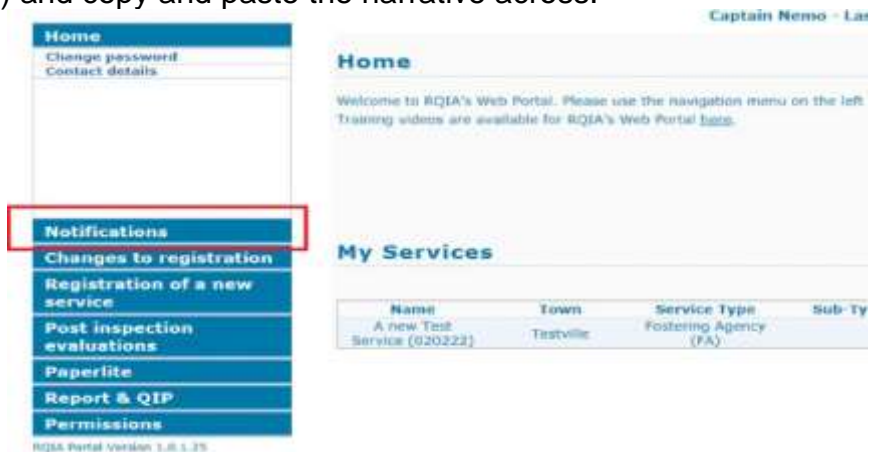 ) and copy and paste the narrative across.
Captain Nemo - Las
Home
Change password
Contact details
Home
Welcome to RQIA's Web Portal. Please use the navigation menu on the left
Training videos are available for RQIA's Web Portal here.
Notifications
Changes to registration
Registration of a new
service
Post inspection
evaluations
Paperlite
Report & QIP
Permissions
RQIA Portal Version 1.0.1.25
My Services
Name Town Service Type Sub-Ty
A new Test
Service (020222) Testville Fostering Agency
(FA)